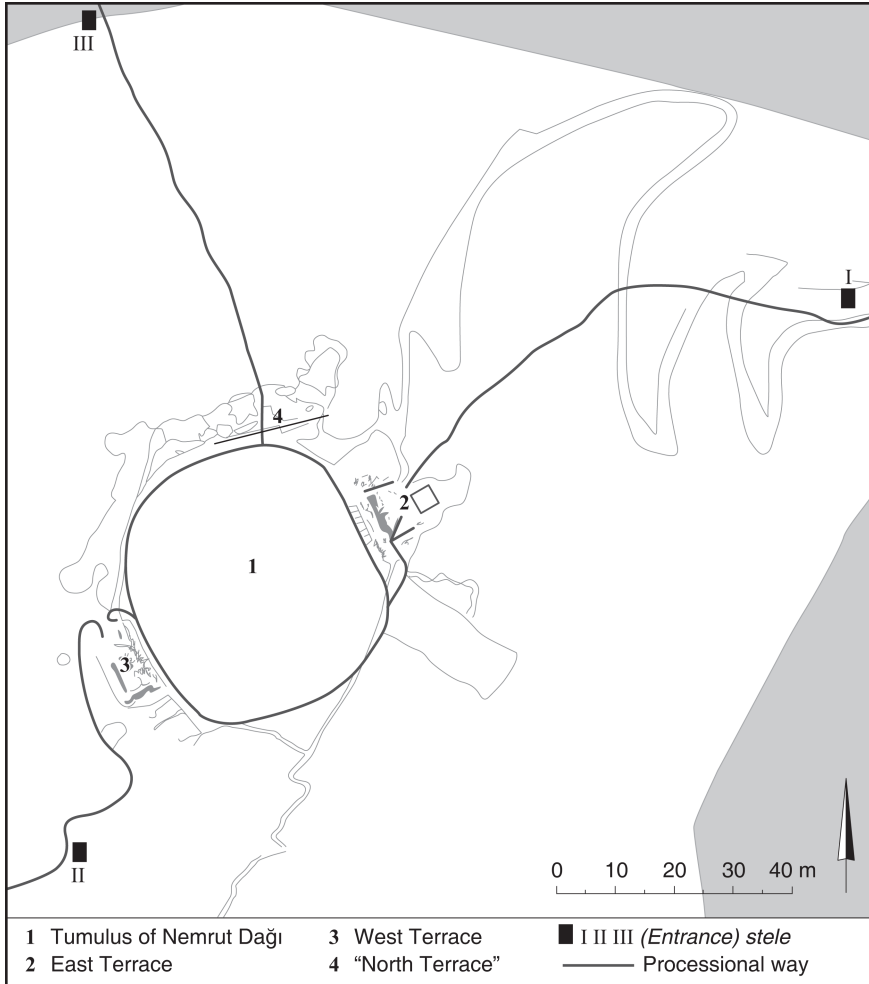 III
I
4
2
1
3
II
0 10 20 30 40 m
1 Tumulus of Nemrut Dağı
2 East Terrace
3 West Terrace
4 “North Terrace”
I II III (Entrance) stele
Processional way